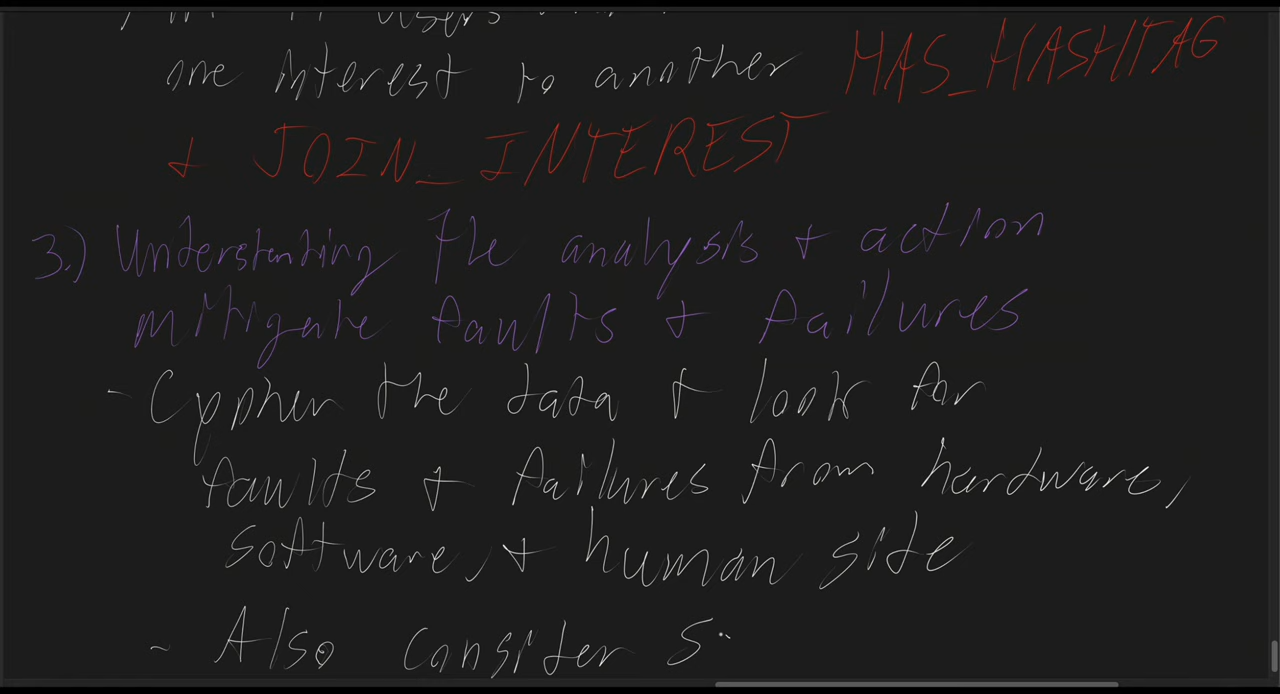 users
one interest to another HAS_HASHTAG
+ JOIN_INTEREST
3.) Understanding the analysis + action
mitigate faults + failures
- Cypher the data + look for
faults + failures from hardware,
software, + human side
- Also consider s